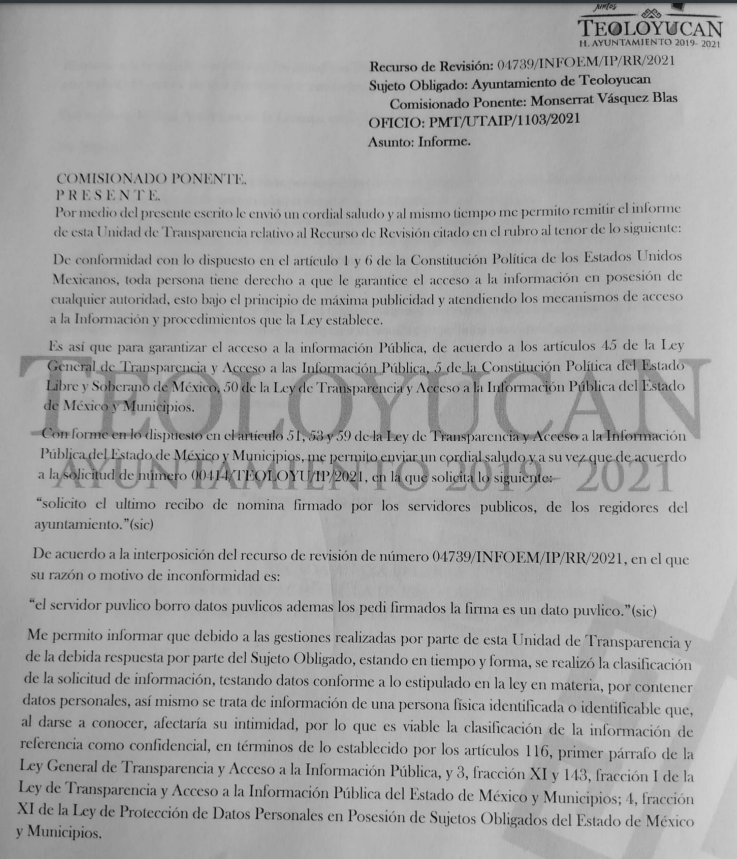 juntos
TEOLOYUCAN
H. AYUNTAMIENTO 2019- 2021
Recurso de Revisión: 04739/INFOEM/IP/RR/2021
Sujeto Obligado: Ayuntamiento de Teoloyucan
Comisionado Ponente: Monserrat Vásquez Blas
OFICIO: PMT/UTAIP/1103/2021
Asunto: Informe.
COMISIONADO PONENTE.
P R E S E N T E.
Por medio del presente escrito le envió un cordial saludo y al mismo tiempo me permito remitir el informe
de esta Unidad de Transparencia relativo al Recurso de Revisión citado en el rubro al tenor de lo siguiente:
De conformidad con lo dispuesto en el artículo 1 y 6 de la Constitución Política de los Estados Unidos
Mexicanos, toda persona tiene derecho a que le garantice el acceso a la información en posesión de
cualquier autoridad, esto bajo el principio de máxima publicidad y atendiendo los mecanismos de acceso
a la Información y procedimientos que la Ley establece.
Es así que para garantizar el acceso a la información Pública, de acuerdo a los artículos 45 de la Ley
General de Transparencia y Acceso a las Información Pública, 5 de la Constitución Política del Estado
Libre y Soberano de México, 50 de la Ley de Transparencia y Acceso a la Información Pública del Estado
de México y Municipios.
TEOLOYUCAN
Con forme en lo dispuesto en el artículo 51, 53 y 59 de la Ley de Transparencia y Acceso a la Información
Pública del Estado de México y Municipios, me permito enviar un cordial saludo y a su vez que de acuerdo
a la solicitud de número 00414/TEOLOYU/IP/2021, en la que solicita lo siguiente:
AYUNTAMIENTO 2019 - 2021
“solicito el ultimo recibo de nomina firmado por los servidores publicos, de los regidores del
ayuntamiento.”(sic)
De acuerdo a la interposición del recurso de revisión de número 04739/INFOEM/IP/RR/2021, en el que
su razón o motivo de inconformidad es:
“el servidor puvlico borro datos puvlicos ademas los pedi firmados la firma es un dato puvlico.”(sic)
Me permito informar que debido a las gestiones realizadas por parte de esta Unidad de Transparencia y
de la debida respuesta por parte del Sujeto Obligado, estando en tiempo y forma, se realizó la clasificación
de la solicitud de información, testando datos conforme a lo estipulado en la ley en materia, por contener
datos personales, así mismo se trata de información de una persona física identificada o identificable que,
al darse a conocer, afectaría su intimidad, por lo que es viable la clasificación de la información de
referencia como confidencial, en términos de lo establecido por los artículos 116, primer párrafo de la
Ley General de Transparencia y Acceso a la Información Pública, y 3, fracción XI y 143, fracción I de la
Ley de Transparencia y Acceso a la Información Pública del Estado de México y Municipios; 4, fracción
XI de la Ley de Protección de Datos Personales en Posesión de Sujetos Obligados del Estado de México
y Municipios.